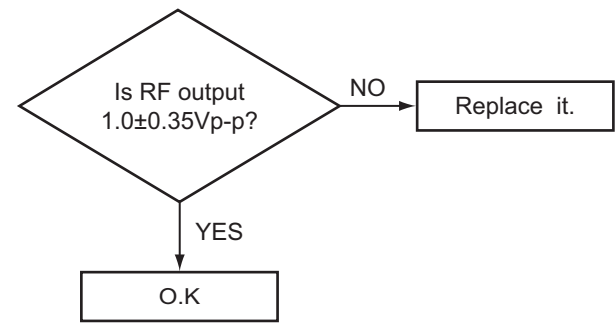 Is RF output
1.0±0.35Vp-p?
NO
Replace it.
YES
O.K